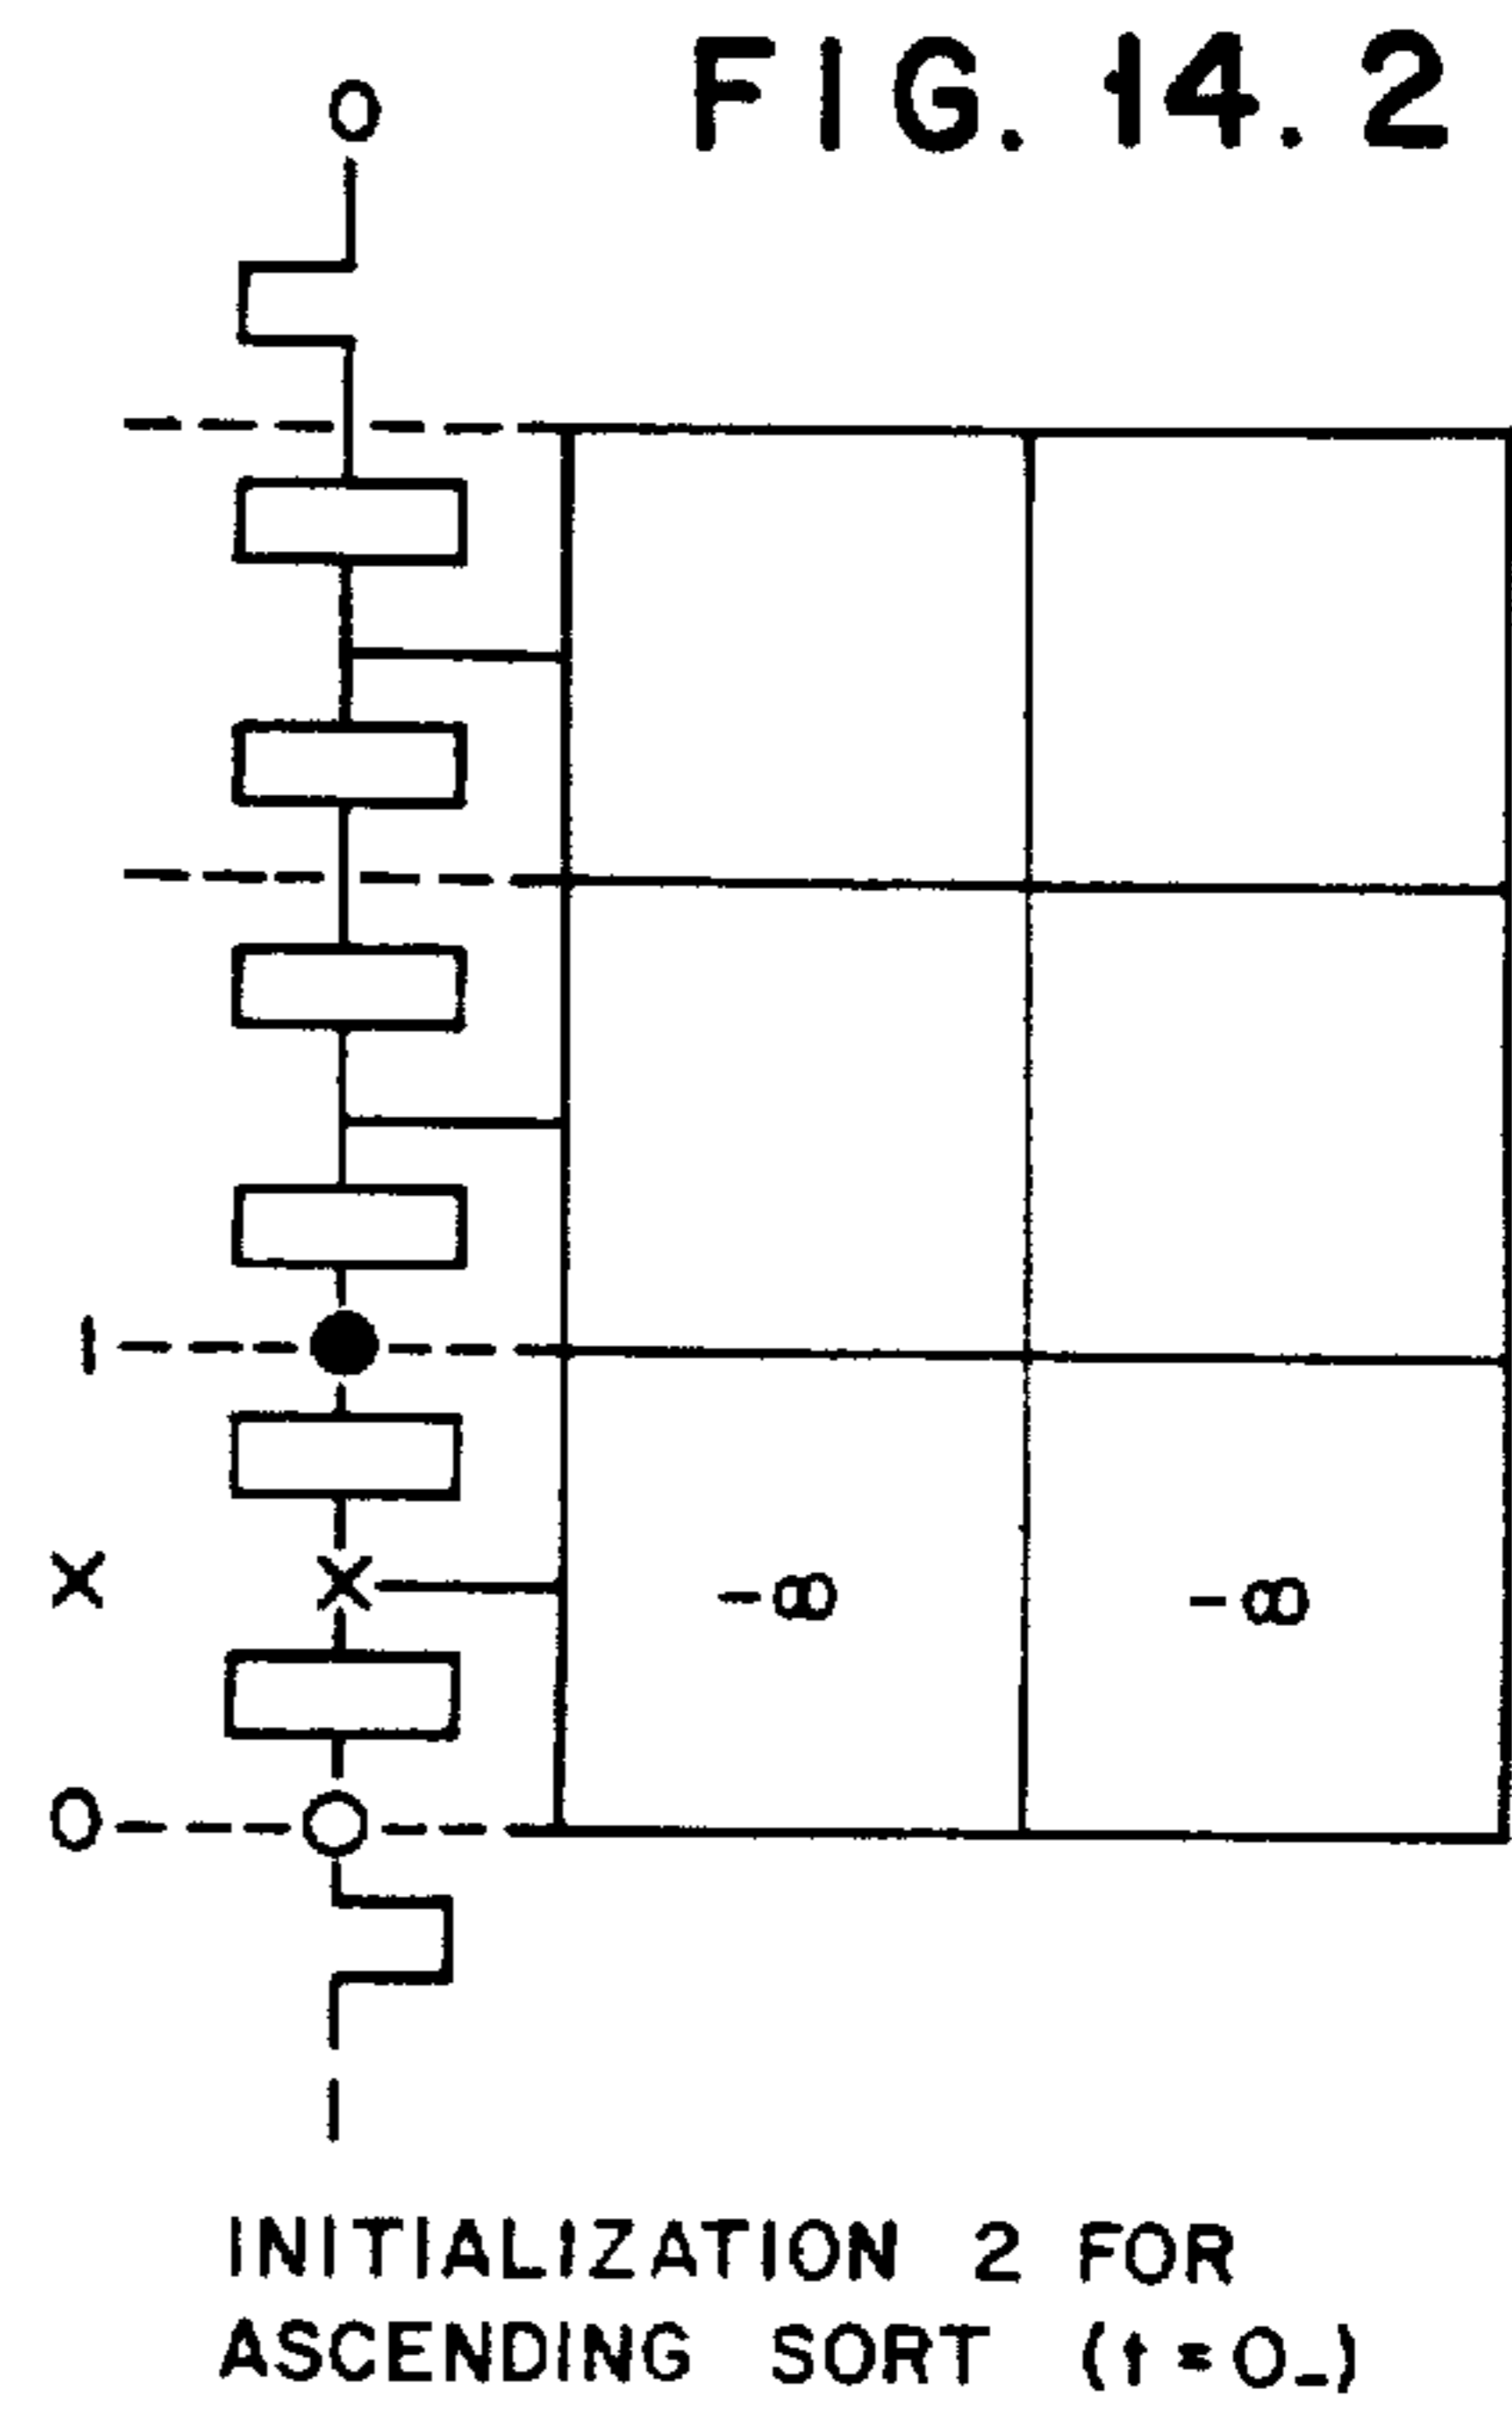 FIG. 14.2
0
1
X X -∞ -∞
0
INITIALIZATION 2 FOR
ASCENDING SORT (t = 0_)